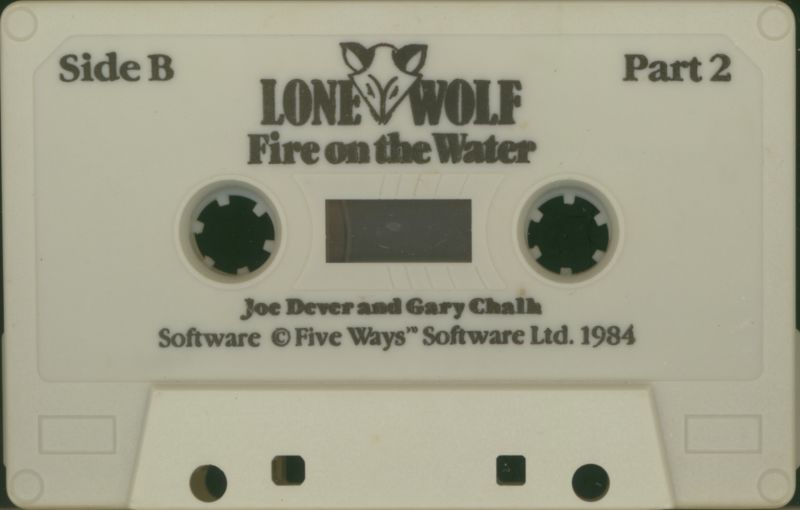 Side B
Part 2
LONE WOLF
Fire on the Water
Joe Dever and Gary Chalk
Software © Five Ways™ Software Ltd. 1984